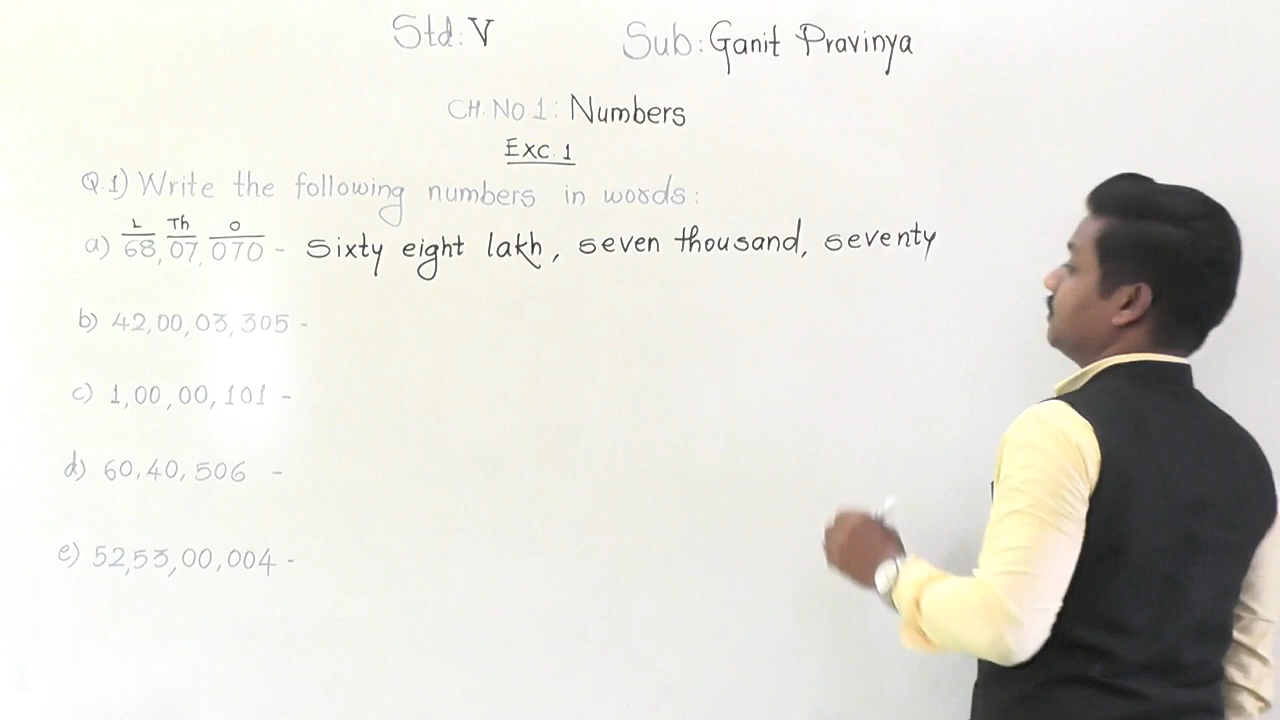 Std: V Sub: Ganit Pravinya
CH. NO 1: Numbers
EXC. 1
Q.1) Write the following numbers in words:
L Th O
a) 68,07,070 - Sixty eight lakh, seven thousand, seventy
b) 42,00,03,305 -
c) 1,00,00,101 -
d) 60,40,506 -
e) 52,53,00,004 -